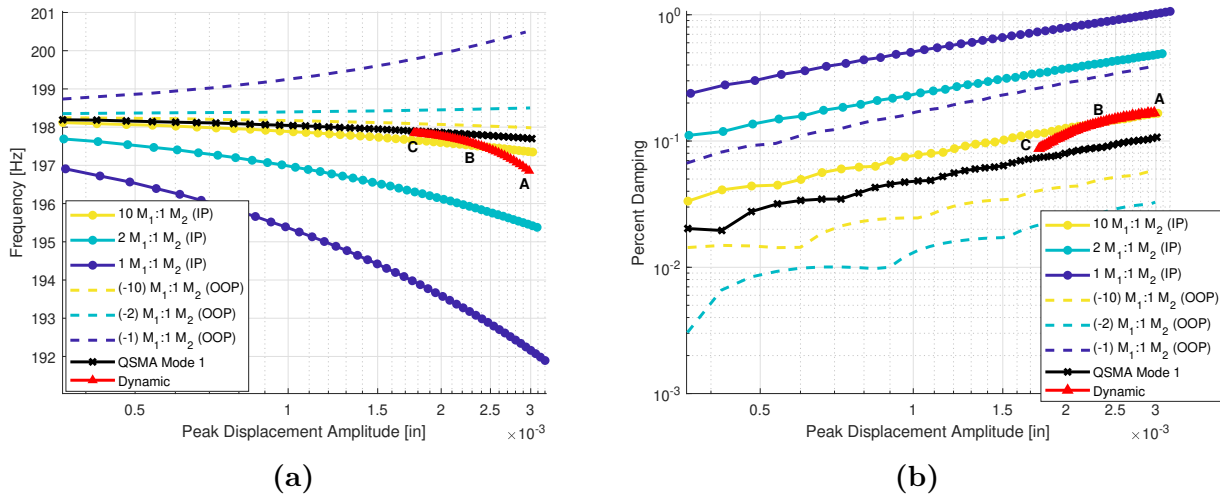 201
200
199
198
197
196
195
194
193
192
Frequency [Hz]
C
B
A
10 M₁:1 M₂ (IP)
2 M₁:1 M₂ (IP)
1 M₁:1 M₂ (IP)
(-10) M₁:1 M₂ (OOP)
(-2) M₁:1 M₂ (OOP)
(-1) M₁:1 M₂ (OOP)
QSMA Mode 1
Dynamic
0.5 1 1.5 2 2.5 3
Peak Displacement Amplitude [in]
×10⁻³
(a)
10⁰
10⁻¹
10⁻²
10⁻³
Percent Damping
A
B
C
10 M₁:1 M₂ (IP)
2 M₁:1 M₂ (IP)
1 M₁:1 M₂ (IP)
(-10) M₁:1 M₂ (OOP)
(-2) M₁:1 M₂ (OOP)
(-1) M₁:1 M₂ (OOP)
QSMA Mode 1
Dynamic
0.5 1 1.5 2 2.5 3
Peak Displacement Amplitude [in]
×10⁻³
(b)